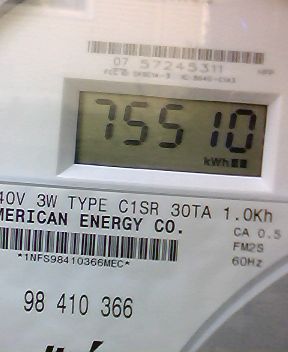 07 57245311
75510
kWh
40V 3W TYPE C1SR 30TA 1.0Kh
MERICAN ENERGY CO.
CA 0.5
FM2S
60Hz
*1NFS98410366MEC*
98 410 366